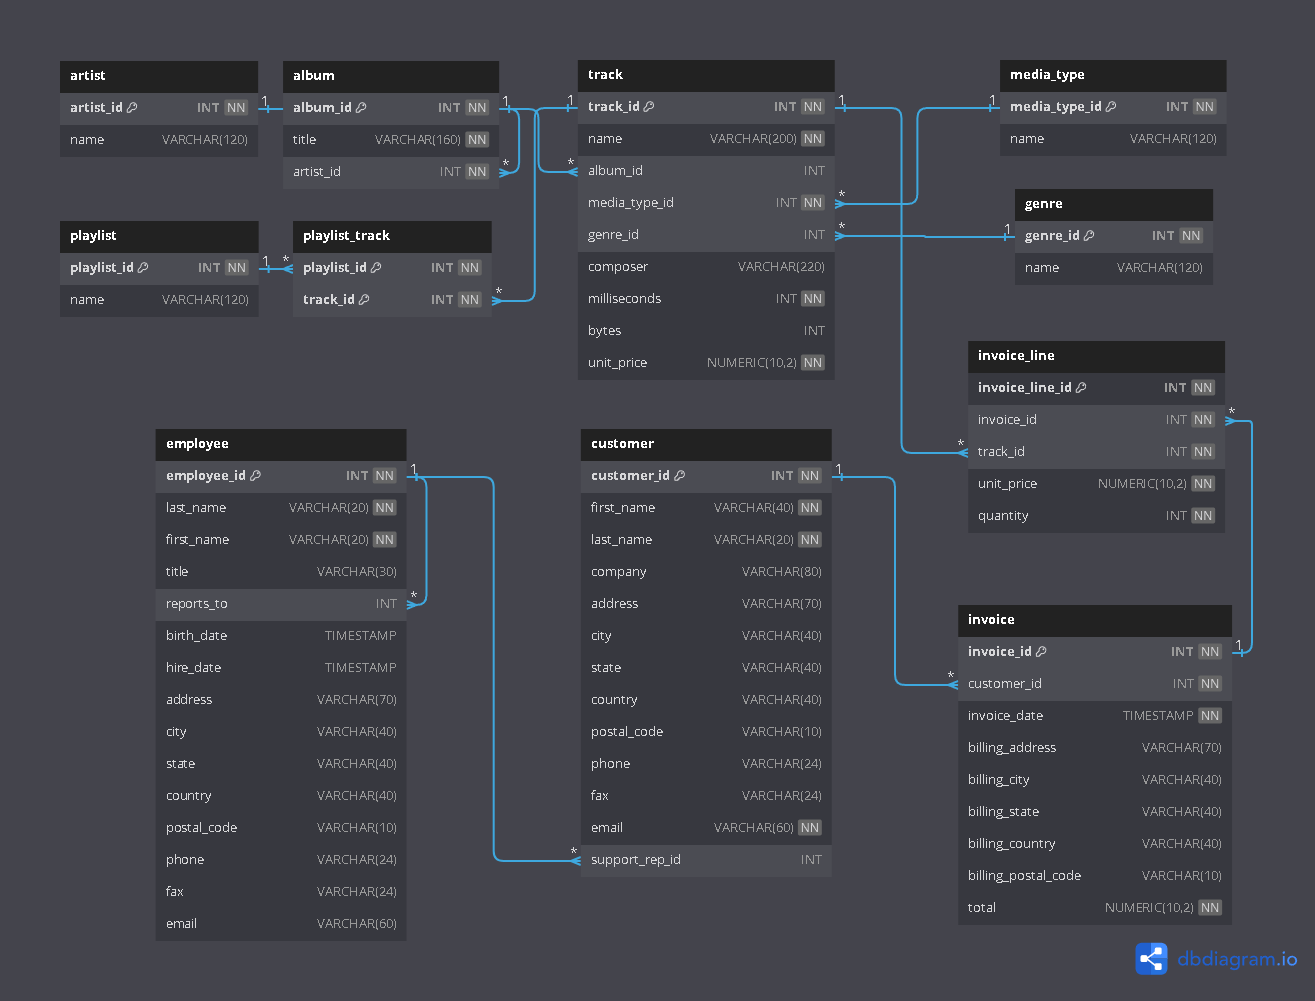 artist
artist_id INT NN
name VARCHAR(120)
1
album
album_id INT NN
title VARCHAR(160) NN
artist_id INT NN
1
*
track
track_id INT NN
name VARCHAR(200) NN
album_id INT
media_type_id INT NN
genre_id INT
composer VARCHAR(220)
milliseconds INT NN
bytes INT
unit_price NUMERIC(10,2) NN
1
*
1
*
*
media_type
media_type_id INT NN
name VARCHAR(120)
1
genre
genre_id INT NN
name VARCHAR(120)
1
playlist
playlist_id INT NN
name VARCHAR(120)
1
playlist_track
playlist_id INT NN
track_id INT NN
*
*
invoice_line
invoice_line_id INT NN
invoice_id INT NN
track_id INT NN
unit_price NUMERIC(10,2) NN
quantity INT NN
*
*
employee
employee_id INT NN
last_name VARCHAR(20) NN
first_name VARCHAR(20) NN
title VARCHAR(30)
reports_to INT
birth_date TIMESTAMP
hire_date TIMESTAMP
address VARCHAR(70)
city VARCHAR(40)
state VARCHAR(40)
country VARCHAR(40)
postal_code VARCHAR(10)
phone VARCHAR(24)
fax VARCHAR(24)
email VARCHAR(60)
1
*
customer
customer_id INT NN
first_name VARCHAR(40) NN
last_name VARCHAR(20) NN
company VARCHAR(80)
address VARCHAR(70)
city VARCHAR(40)
state VARCHAR(40)
country VARCHAR(40)
postal_code VARCHAR(10)
phone VARCHAR(24)
fax VARCHAR(24)
email VARCHAR(60) NN
support_rep_id INT
1
*
invoice
invoice_id INT NN
customer_id INT NN
invoice_date TIMESTAMP NN
billing_address VARCHAR(70)
billing_city VARCHAR(40)
billing_state VARCHAR(40)
billing_country VARCHAR(40)
billing_postal_code VARCHAR(10)
total NUMERIC(10,2) NN
1
*
dbdiagram.io